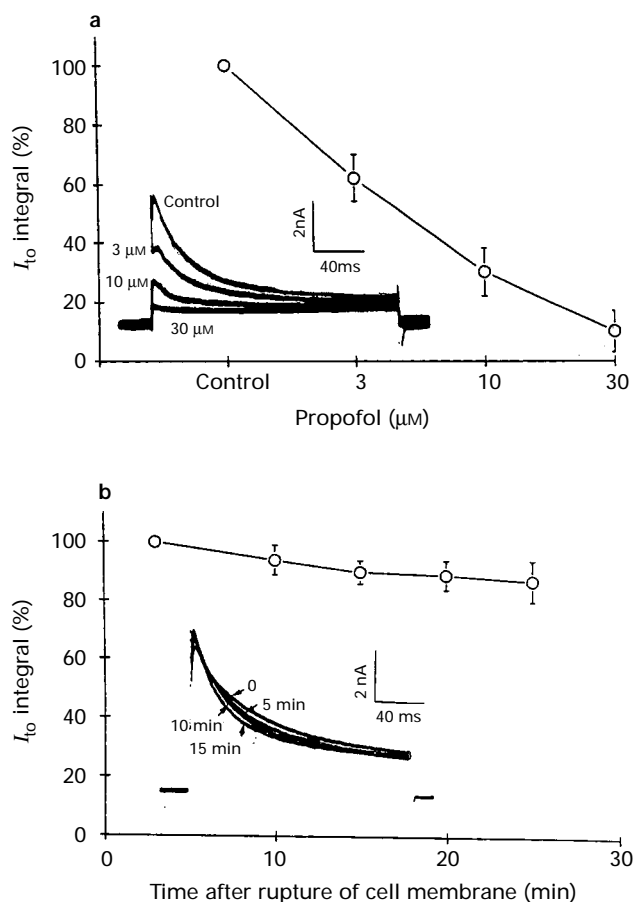 a
100
80
60
40
20
0
I_to integral (%)
Control
3 µM
10 µM
30 µM
2nA
40ms
Control 3 10 30
Propofol (µM)
b
100
80
60
40
20
0
I_to integral (%)
0
5 min
10 min
15 min
2 nA
40 ms
0 10 20 30
Time after rupture of cell membrane (min)